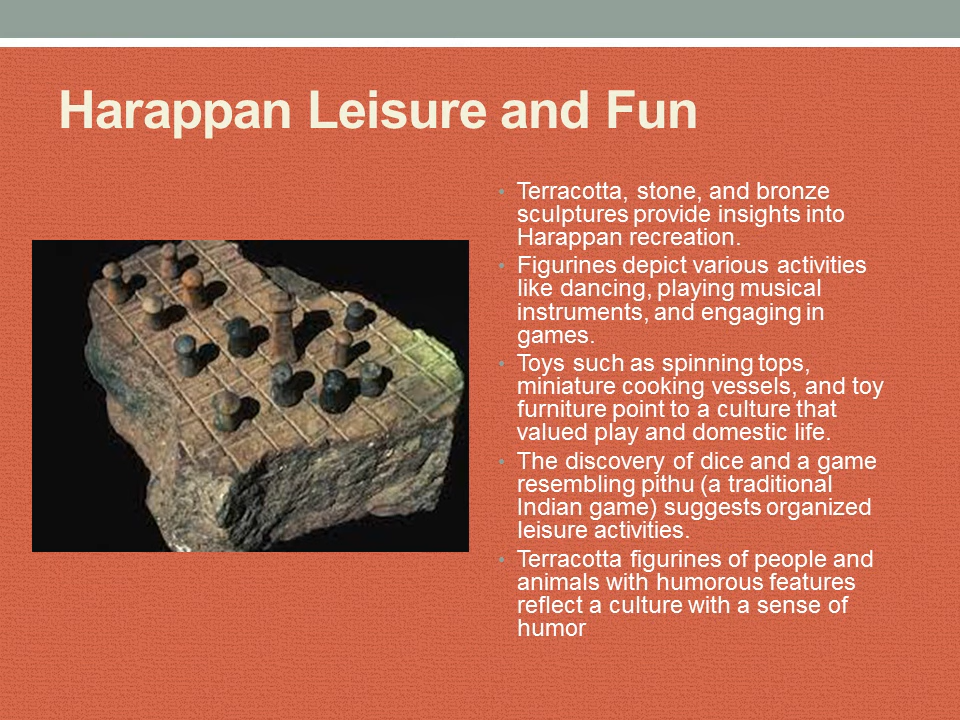 Harappan Leisure and Fun
• Terracotta, stone, and bronze
sculptures provide insights into
Harappan recreation.
• Figurines depict various activities
like dancing, playing musical
instruments, and engaging in
games.
• Toys such as spinning tops,
miniature cooking vessels, and toy
furniture point to a culture that
valued play and domestic life.
• The discovery of dice and a game
resembling pithu (a traditional
Indian game) suggests organized
leisure activities.
• Terracotta figurines of people and
animals with humorous features
reflect a culture with a sense of
humor